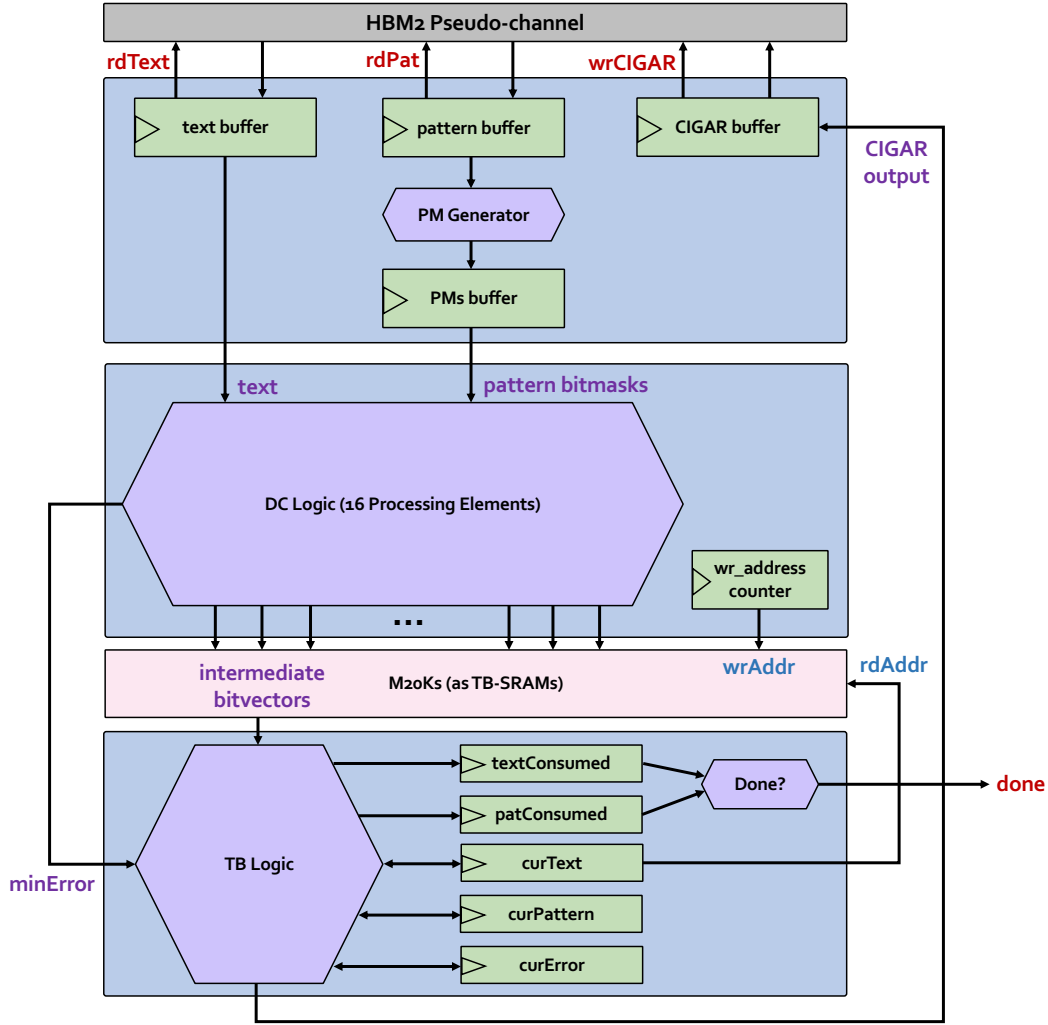 HBM2 Pseudo-channel
rdText
rdPat
wrCIGAR
text buffer
pattern buffer
CIGAR buffer
CIGAR
output
PM Generator
PMs buffer
text
pattern bitmasks
DC Logic (16 Processing Elements)
wr_address
counter
...
intermediate
bitvectors
M20Ks (as TB-SRAMs)
wrAddr
rdAddr
textConsumed
Done?
done
patConsumed
TB Logic
curText
minError
curPattern
curError